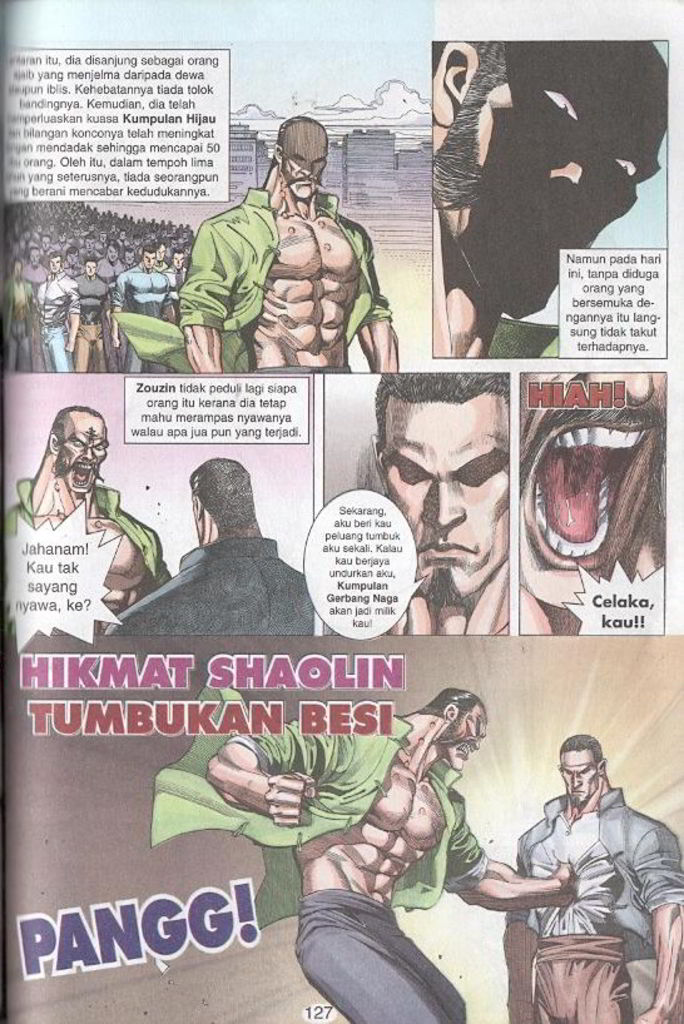 itu, dia disanjung sebagai orang
yang menjelma daripada dewa
iblis. Kehebatannya tiada tolok
bandingnya. Kemudian, dia telah
kuasa Kumpulan Hijau
bilangan konconya telah meningkat
mendadak sehingga mencapai 50
orang. Oleh itu, dalam tempoh lima
yang seterusnya, tiada seorangpun
berani mencabar kedudukannya.
Namun pada hari
ini, tanpa diduga
orang yang
bersemuka de-
ngannya itu lang-
sung tidak takut
terhadapnya.
Zouzin tidak peduli lagi siapa
orang itu kerana dia tetap
mahu merampas nyawanya
walau apa jua pun yang terjadi.
Jahanam!
Kau tak
sayang
nyawa, ke?
Sekarang,
aku beri kau
peluang tumbuk
aku sekali. Kalau
kau berjaya
undurkan aku,
Kumpulan
Gerbang Naga
akan jadi milik
kau!
HIAH!
Celaka,
kau!!
HIKMAT SHAOLIN
TUMBUKAN BESI
PANGG!
127